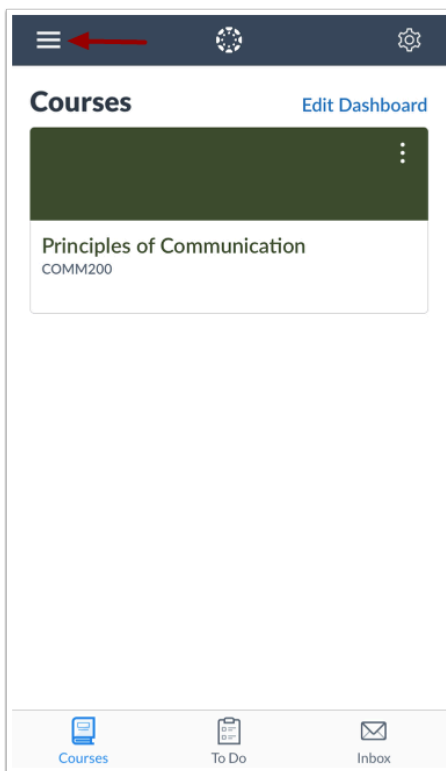 Courses
Edit Dashboard
Principles of Communication
COMM200
Courses
To Do
Inbox